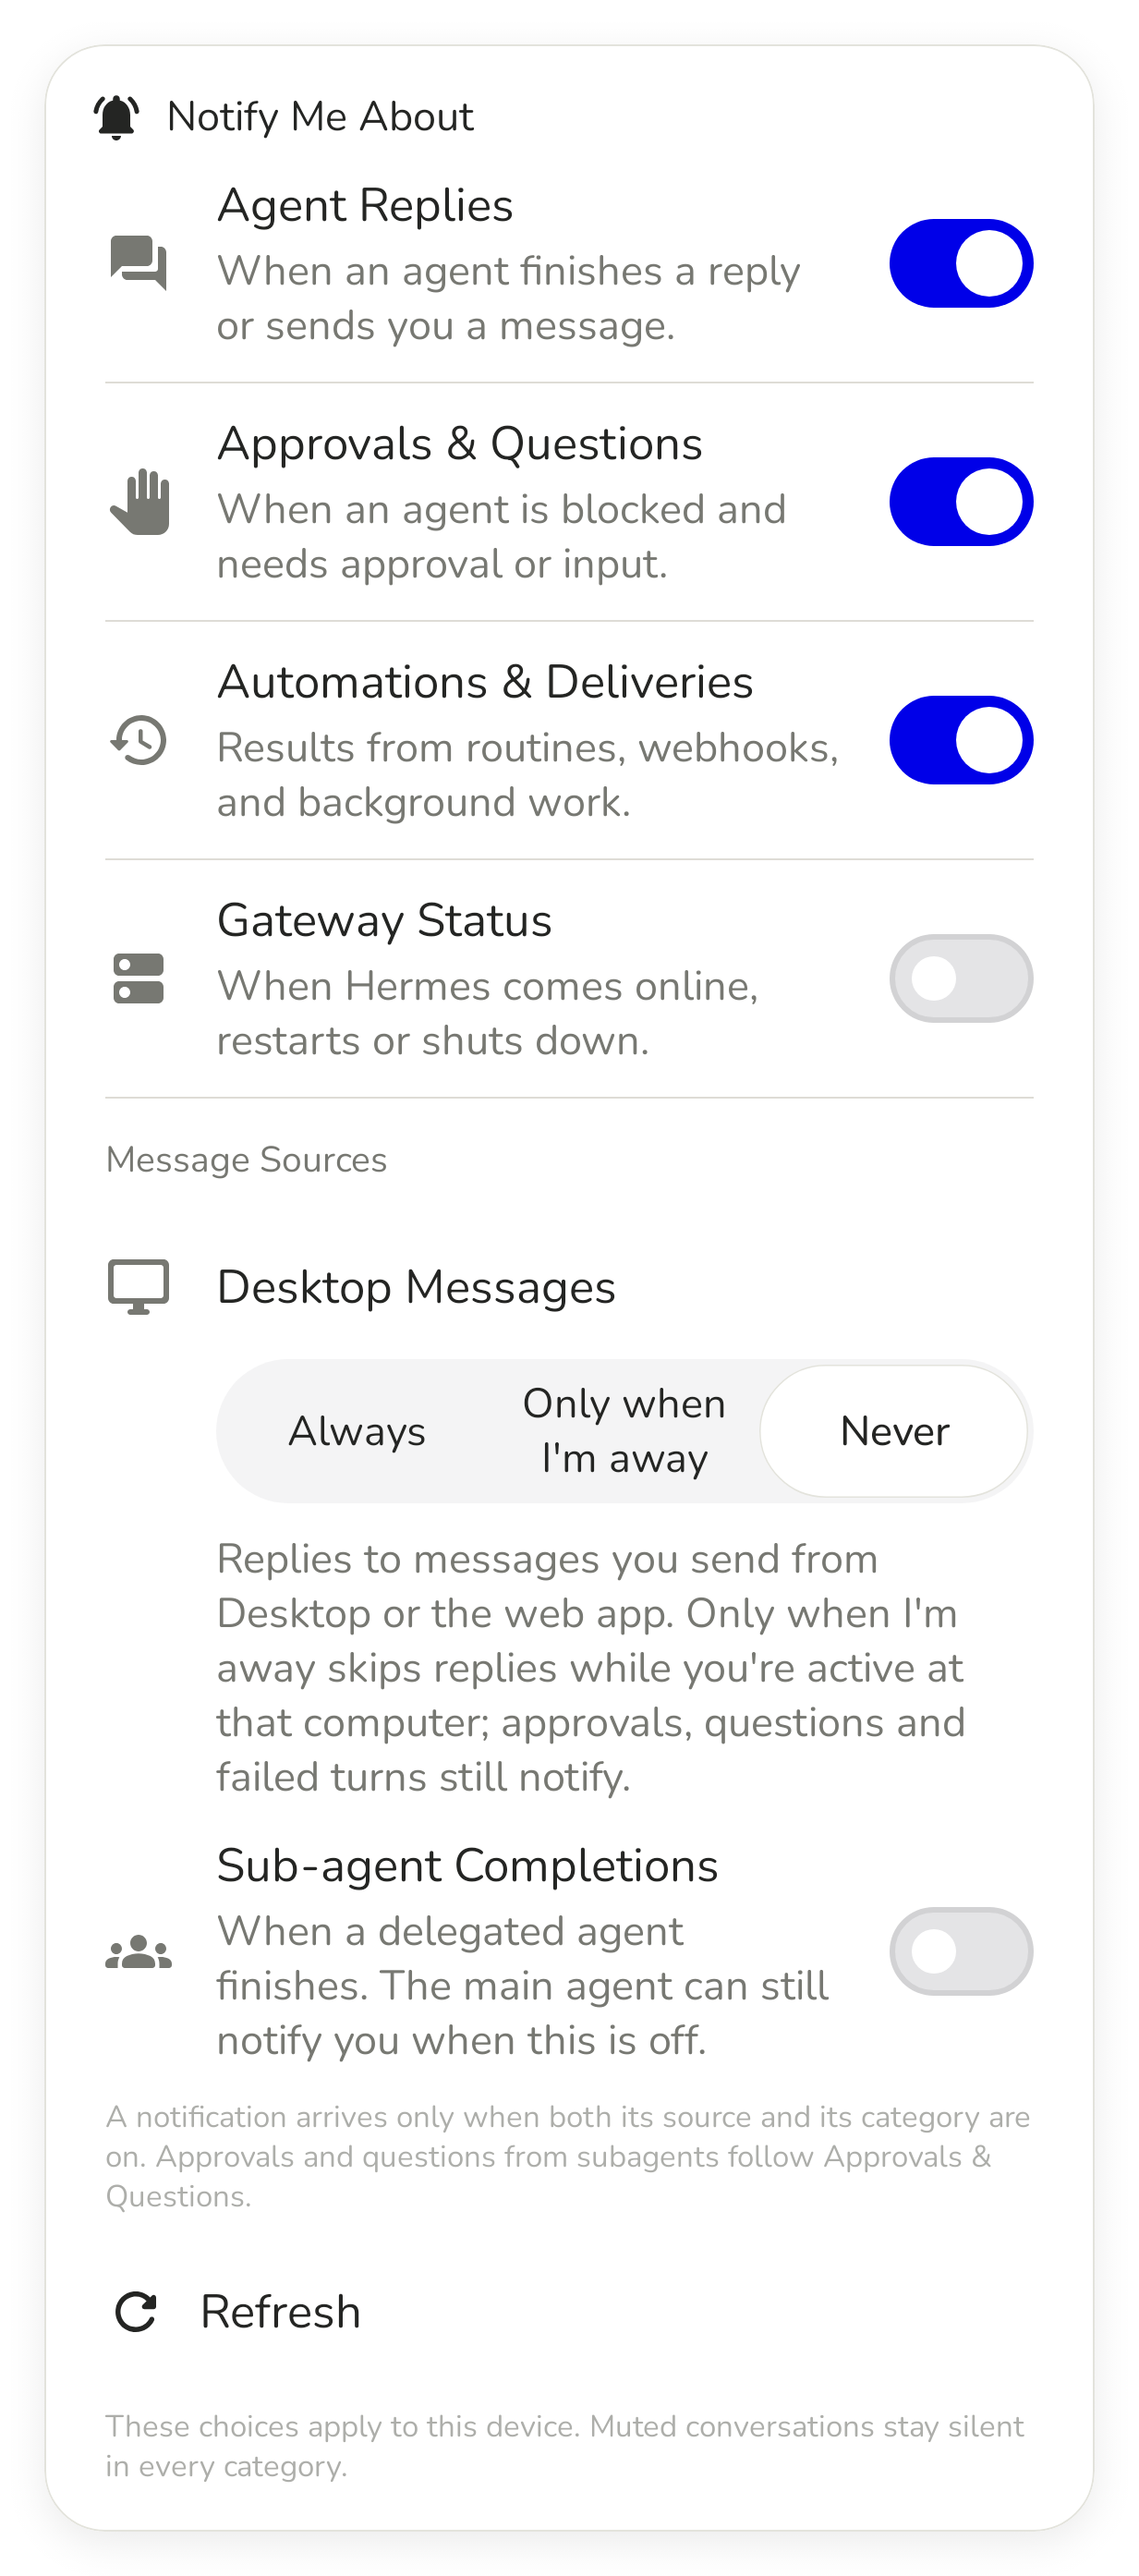 Notify Me About
Agent Replies
When an agent finishes a reply
or sends you a message.
Approvals & Questions
When an agent is blocked and
needs approval or input.
Automations & Deliveries
Results from routines, webhooks,
and background work.
Gateway Status
When Hermes comes online,
restarts or shuts down.
Message Sources
Desktop Messages
Always
Only when
I'm away
Never
Replies to messages you send from
Desktop or the web app. Only when I'm
away skips replies while you're active at
that computer; approvals, questions and
failed turns still notify.
Sub-agent Completions
When a delegated agent
finishes. The main agent can still
notify you when this is off.
A notification arrives only when both its source and its category are
on. Approvals and questions from subagents follow Approvals &
Questions.
Refresh
These choices apply to this device. Muted conversations stay silent
in every category.